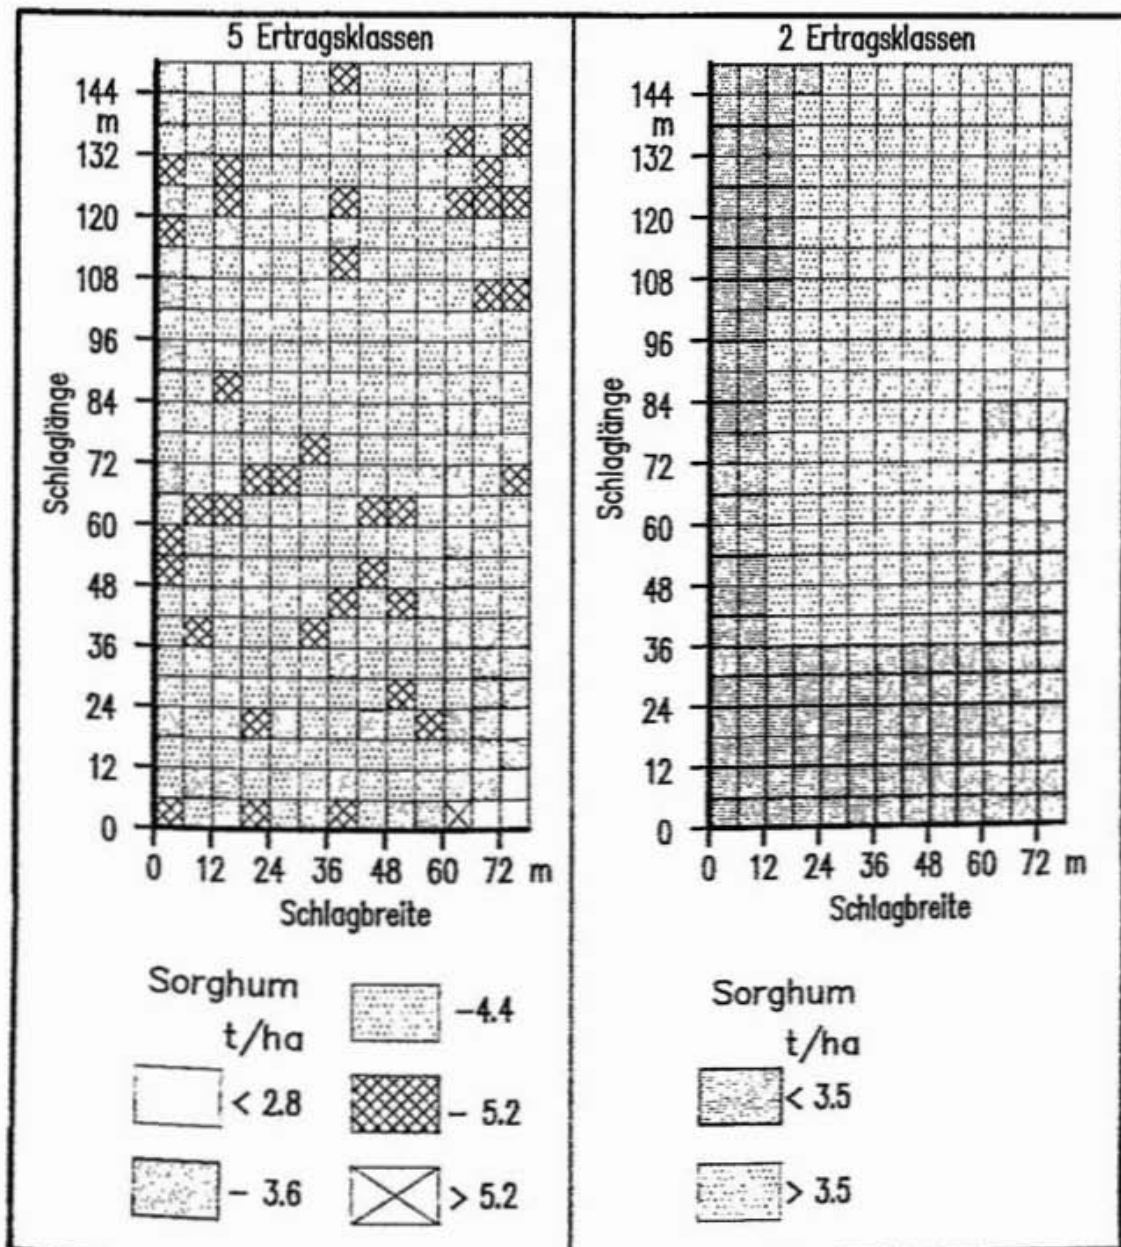 5 Ertragsklassen
144
m
132
120
108
96
84
72
60
48
36
24
12
0
Schlaglänge
0 12 24 36 48 60 72 m
Schlagbreite
Sorghum
t/ha
< 2.8
- 3.6
-4.4
- 5.2
> 5.2
2 Ertragsklassen
144
m
132
120
108
96
84
72
60
48
36
24
12
0
Schlaglänge
0 12 24 36 48 60 72 m
Schlagbreite
Sorghum
t/ha
< 3.5
> 3.5